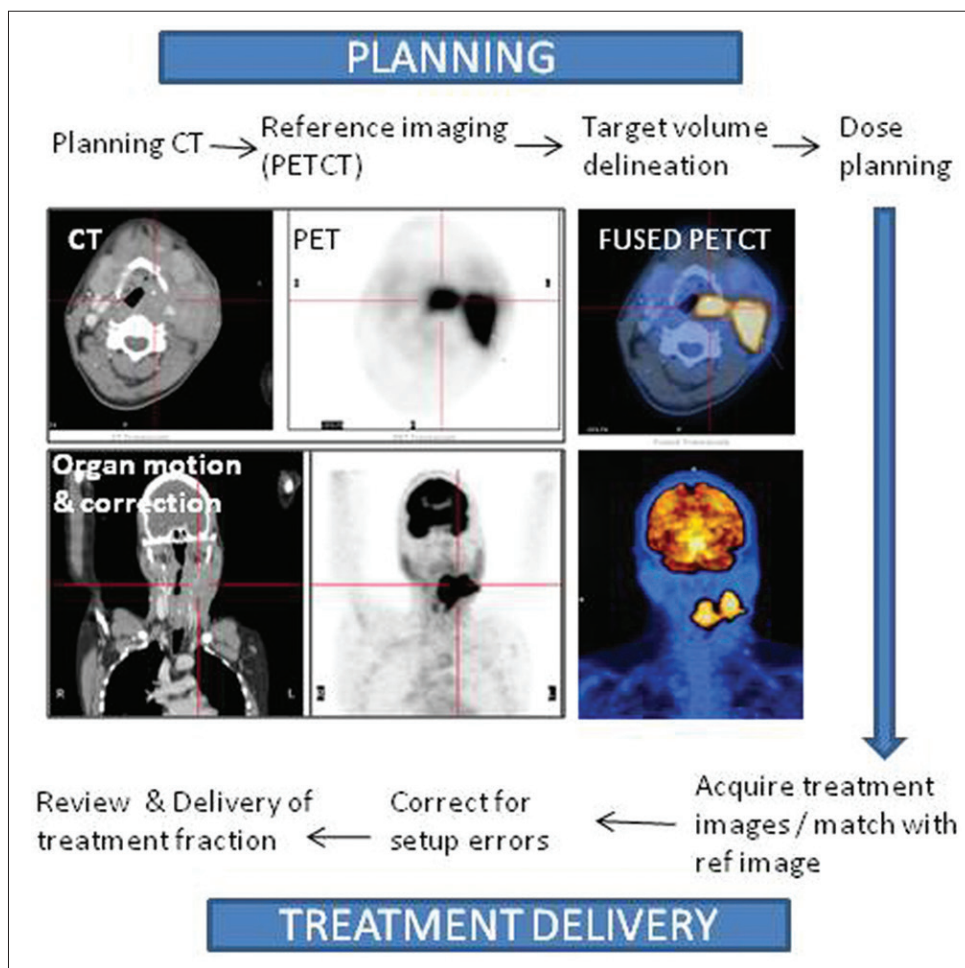 PLANNING
Planning CT
Reference imaging
(PETCT)
Target volume
delineation
Dose
planning
CT
PET
FUSED PETCT
Organ motion
& correction
R
L
Acquire treatment
images / match with
ref image
Correct for
setup errors
Review & Delivery of
treatment fraction
TREATMENT DELIVERY